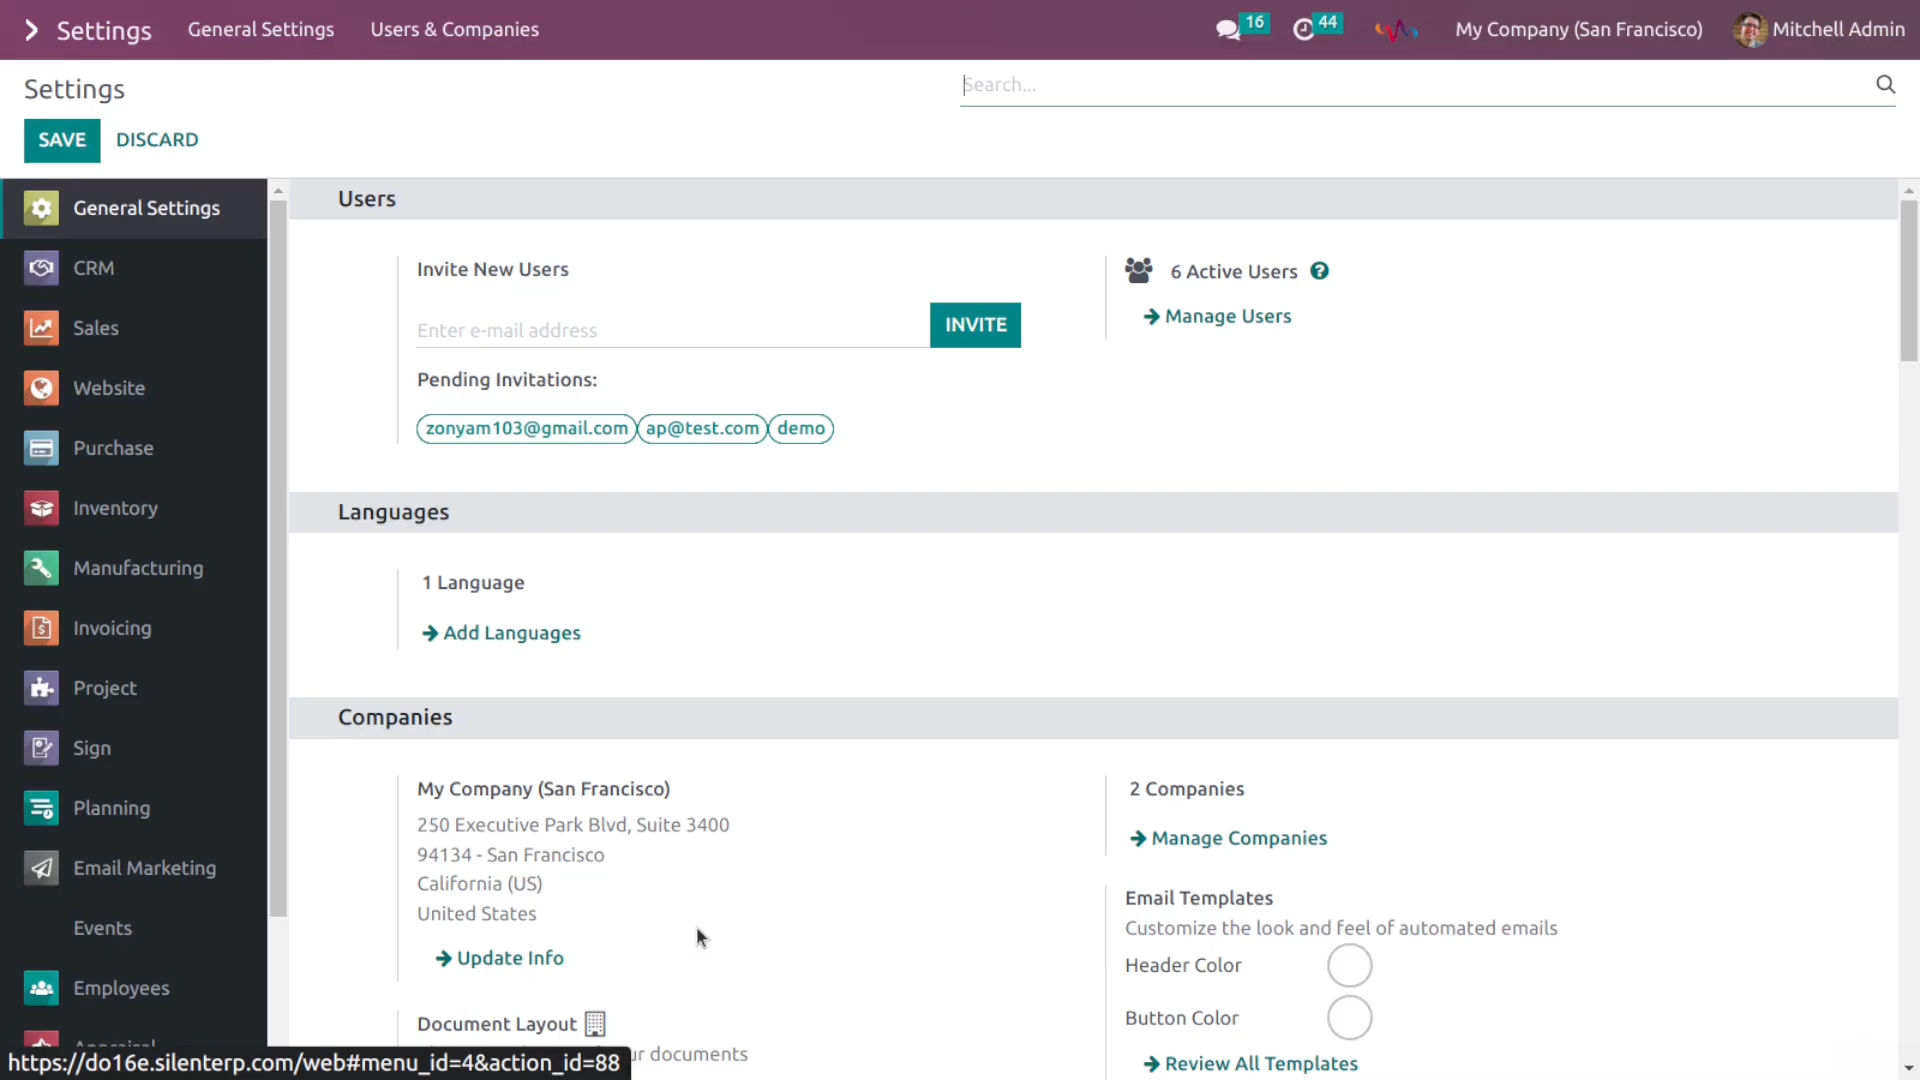 Settings General Settings Users & Companies 16 44 My Company (San Francisco) Mitchell Admin
Settings
Search...
SAVE DISCARD
General Settings
CRM
Sales
Website
Purchase
Inventory
Manufacturing
Invoicing
Project
Sign
Planning
Email Marketing
Events
Employees
Appraisal
Users
Invite New Users
Enter e-mail address
INVITE
Pending Invitations:
zonyam103@gmail.com ap@test.com demo
6 Active Users
Manage Users
Languages
1 Language
Add Languages
Companies
My Company (San Francisco)
250 Executive Park Blvd, Suite 3400
94134 - San Francisco
California (US)
United States
Update Info
Document Layout
documents
2 Companies
Manage Companies
Email Templates
Customize the look and feel of automated emails
Header Color
Button Color
Review All Templates
https://do16e.silenterp.com/web#menu_id=4&action_id=88